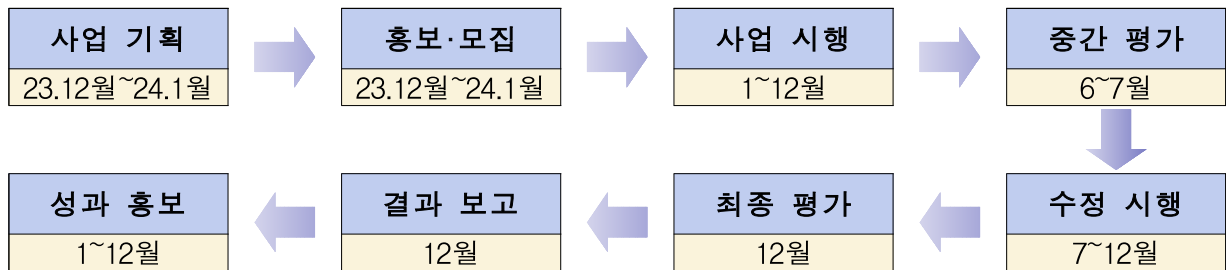 사업 기획
23.12월~24.1월
홍보·모집
23.12월~24.1월
사업 시행
1~12월
중간 평가
6~7월
수정 시행
7~12월
최종 평가
12월
결과 보고
12월
성과 홍보
1~12월